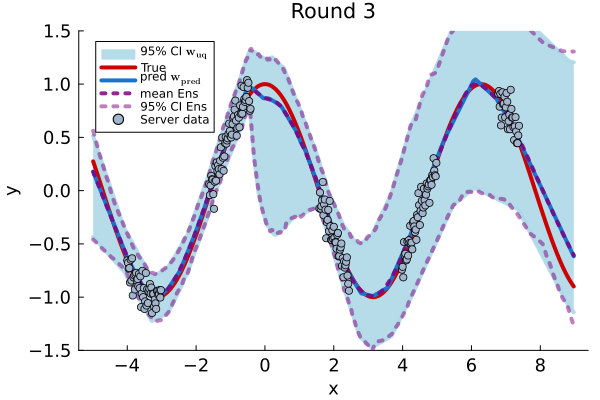 Round 3
95% CI w_uq
True
pred w_pred
mean Ens
95% CI Ens
Server data
y
1.5
1.0
0.5
0.0
−0.5
−1.0
−1.5
−4 −2 0 2 4 6 8
x